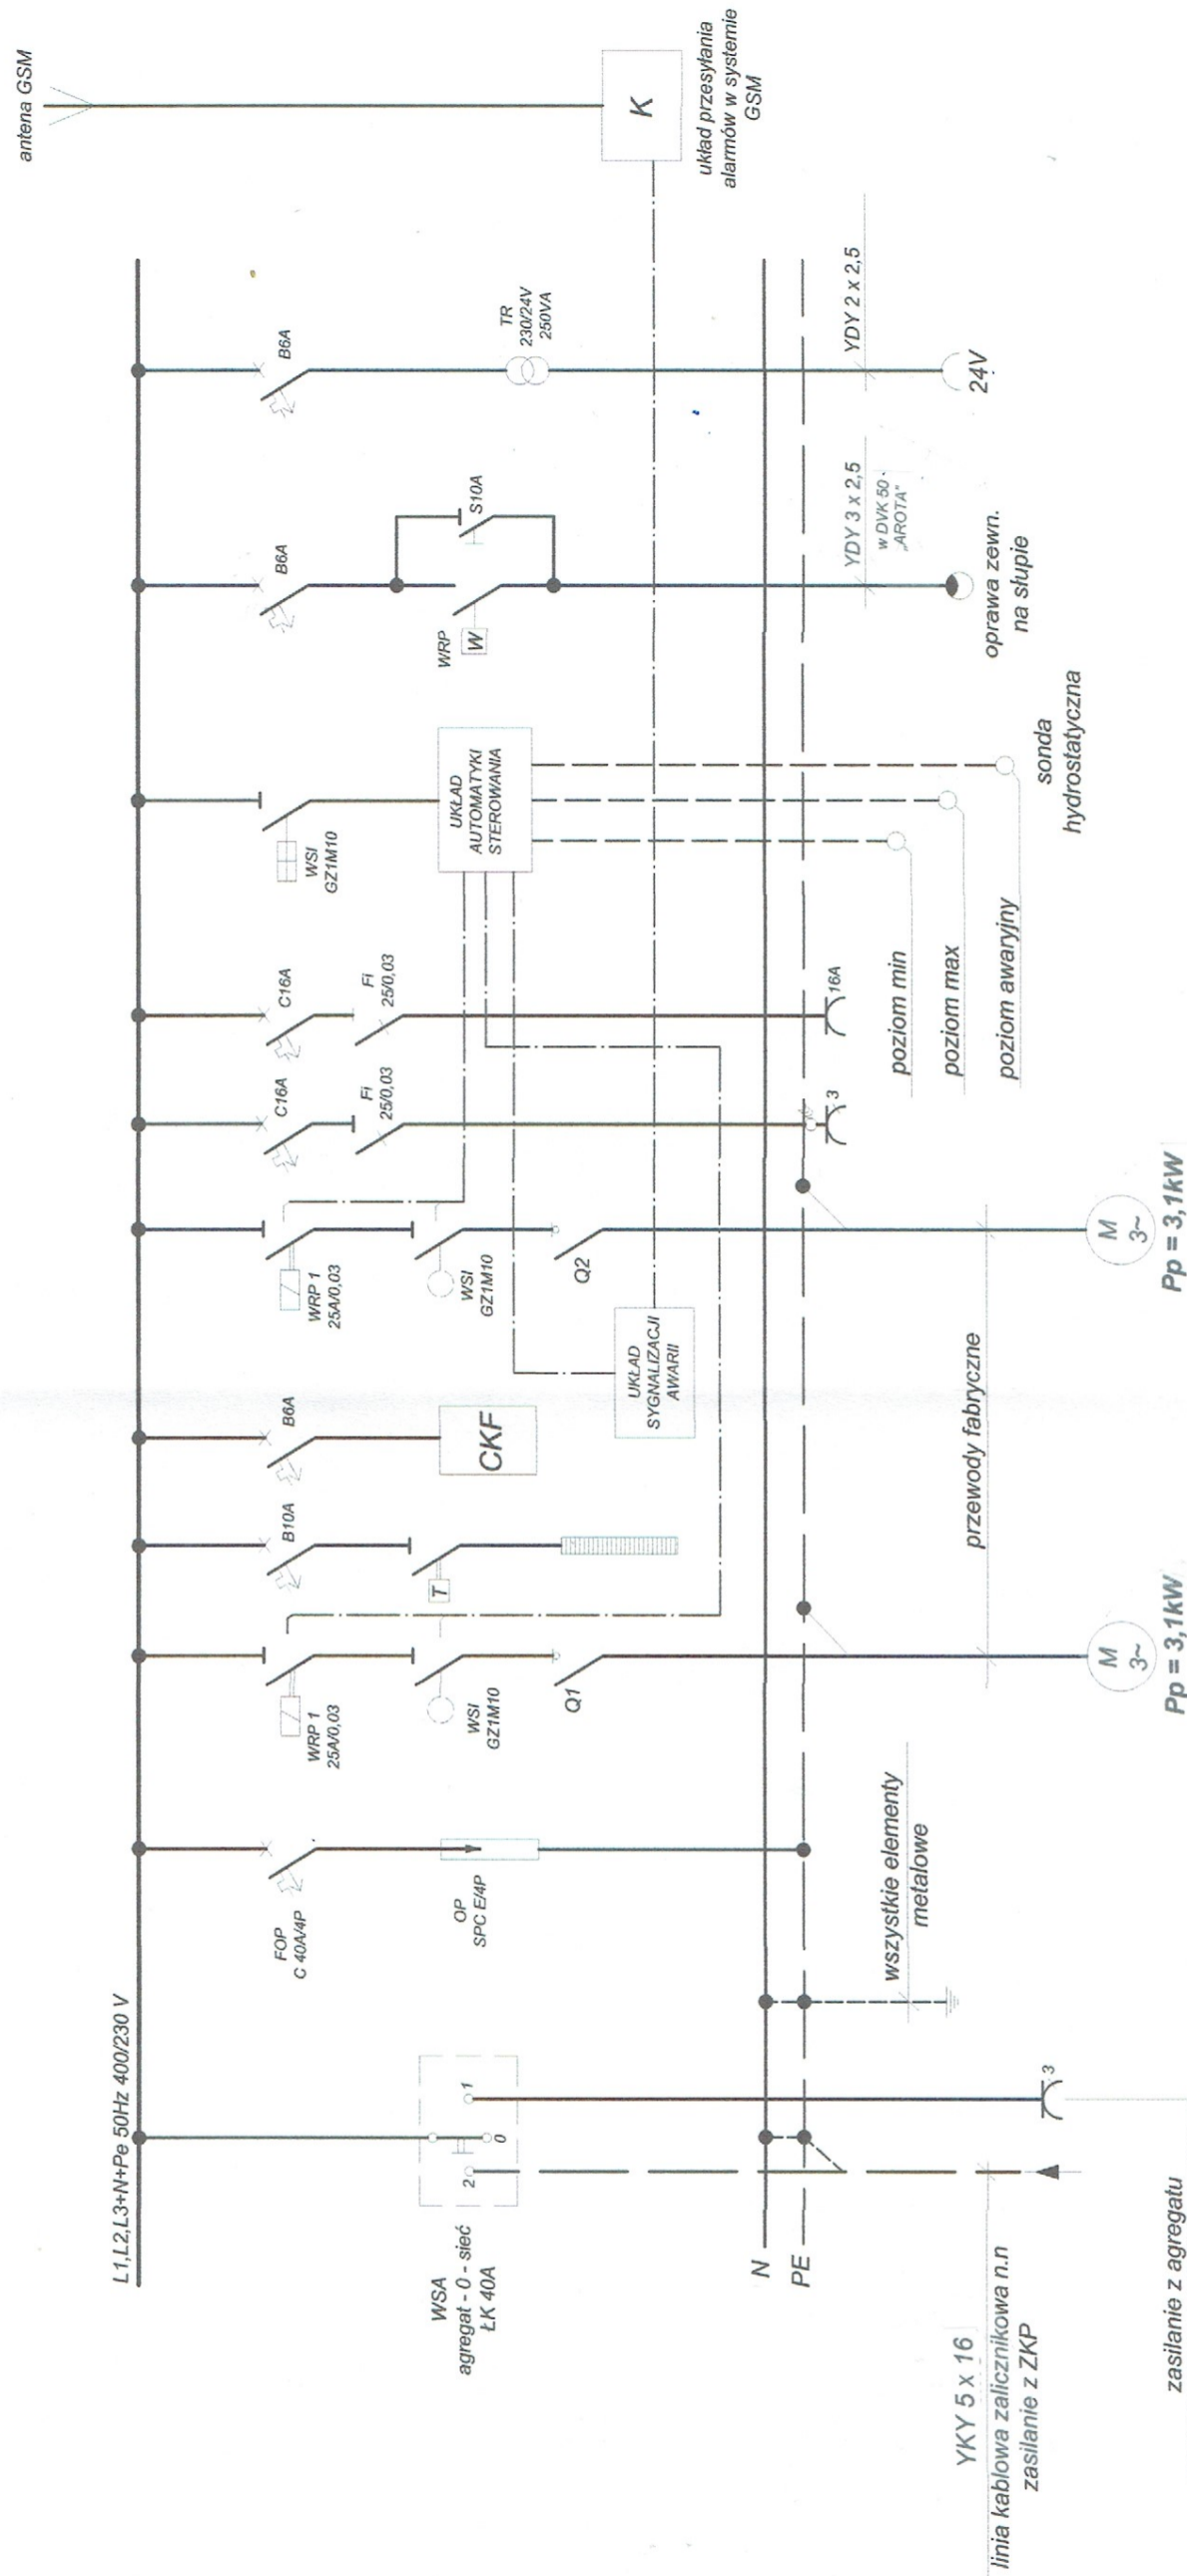 L1,L2,L3+N+Pe 50Hz 400/230 V
WSA
agregat - 0 - sieć
ŁK 40A
2
0
1
N
PE
YKY 5 x 16
linia kablowa zalicznikowa n.n
zasilanie z ZKP
zasilanie z agregatu
3
wszystkie elementy
metalowe
FOP
C 40A/4P
OP
SPC E/4P
WRP 1
25A/0,03
WSI
GZ1M10
Q1
M
3~
Pp = 3,1kW
B10A
T
B6A
CKF
UKŁAD
SYGNALIZACJI
AWARII
przewody fabryczne
WRP 1
25A/0,03
WSI
GZ1M10
Q2
M
3~
Pp = 3,1kW
C16A
Fi
25/0,03
3
C16A
Fi
25/0,03
16A
WSI
GZ1M10
UKŁAD
AUTOMATYKI
STEROWANIA
poziom min
poziom max
poziom awaryjny
sonda
hydrostatyczna
B6A
WRP
W
S10A
YDY 3 x 2,5
w DVK 50
„AROTA"
oprawa zewn.
na słupie
B6A
TR
230/24V
250VA
YDY 2 x 2,5
24V
antena GSM
K
układ przesyłania
alarmów w systemie
GSM